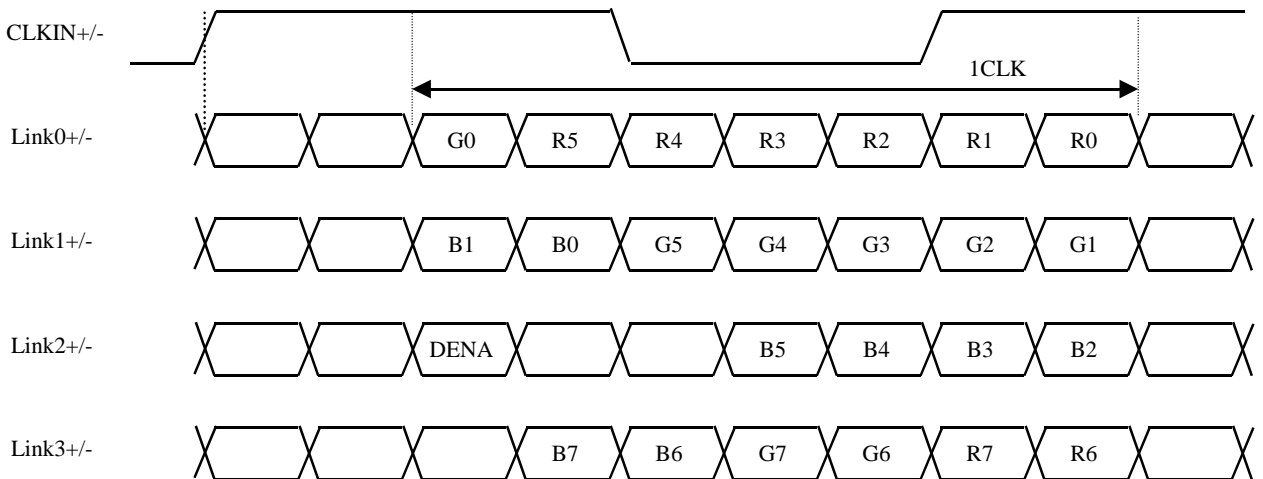 CLKIN+/-
1CLK
Link0+/- G0 R5 R4 R3 R2 R1 R0
Link1+/- B1 B0 G5 G4 G3 G2 G1
Link2+/- DENA B5 B4 B3 B2
Link3+/- B7 B6 G7 G6 R7 R6